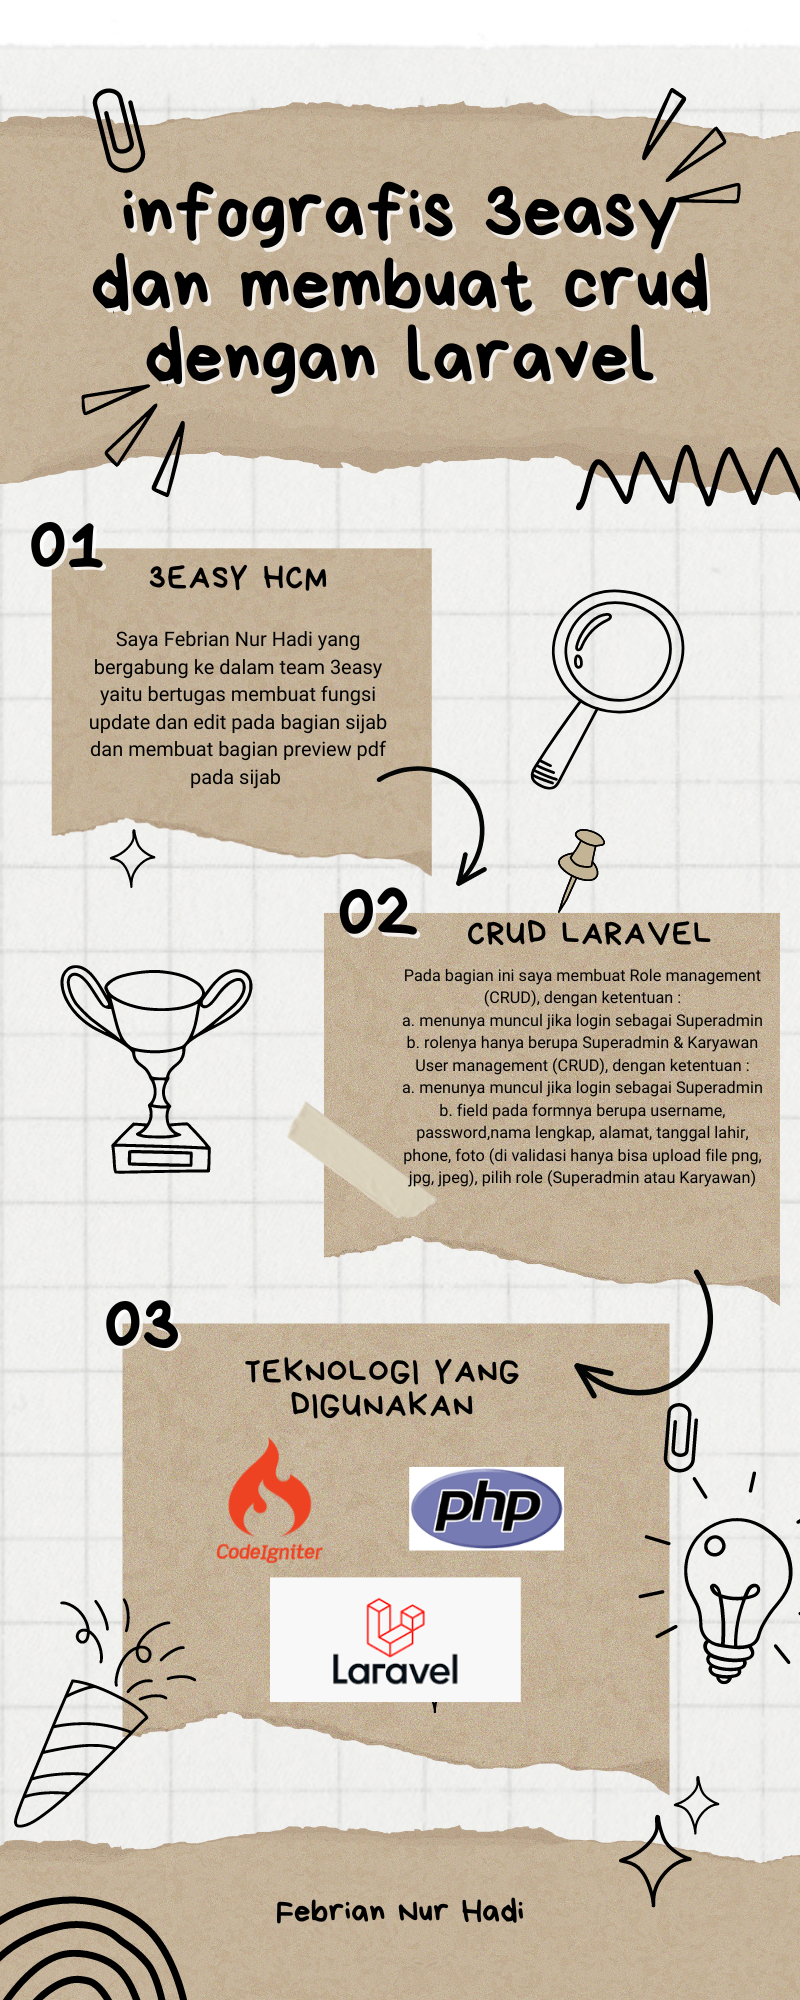 infografis 3easy
dan membuat crud
dengan laravel
01
3EASY HCM
Saya Febrian Nur Hadi yang
bergabung ke dalam team 3easy
yaitu bertugas membuat fungsi
update dan edit pada bagian sijab
dan membuat bagian preview pdf
pada sijab
02
CRUD LARAVEL
Pada bagian ini saya membuat Role management
(CRUD), dengan ketentuan :
a. menunya muncul jika login sebagai Superadmin
b. rolenya hanya berupa Superadmin & Karyawan
User management (CRUD), dengan ketentuan :
a. menunya muncul jika login sebagai Superadmin
b. field pada formnya berupa username,
password,nama lengkap, alamat, tanggal lahir,
phone, foto (di validasi hanya bisa upload file png,
jpg, jpeg), pilih role (Superadmin atau Karyawan)
03
TEKNOLOGI YANG
DIGUNAKAN
CodeIgniter
php
Laravel
Febrian Nur Hadi